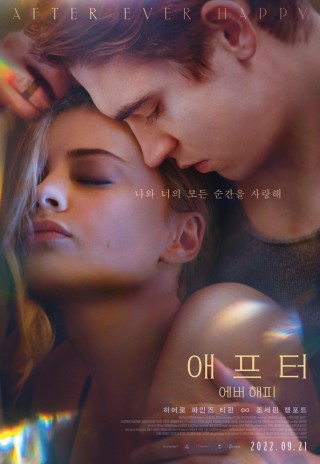 AFTER EVER HAPPY
나와 너의 모든 순간을 사랑해
애프터
에버 해피
히어로 파인즈 티핀 ∞ 조세핀 랭포드
2022.09.21